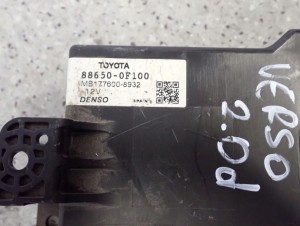 TOYOTA
88650-0F100
MB177600-8932
12V
DENSO
VERSO
2.0d